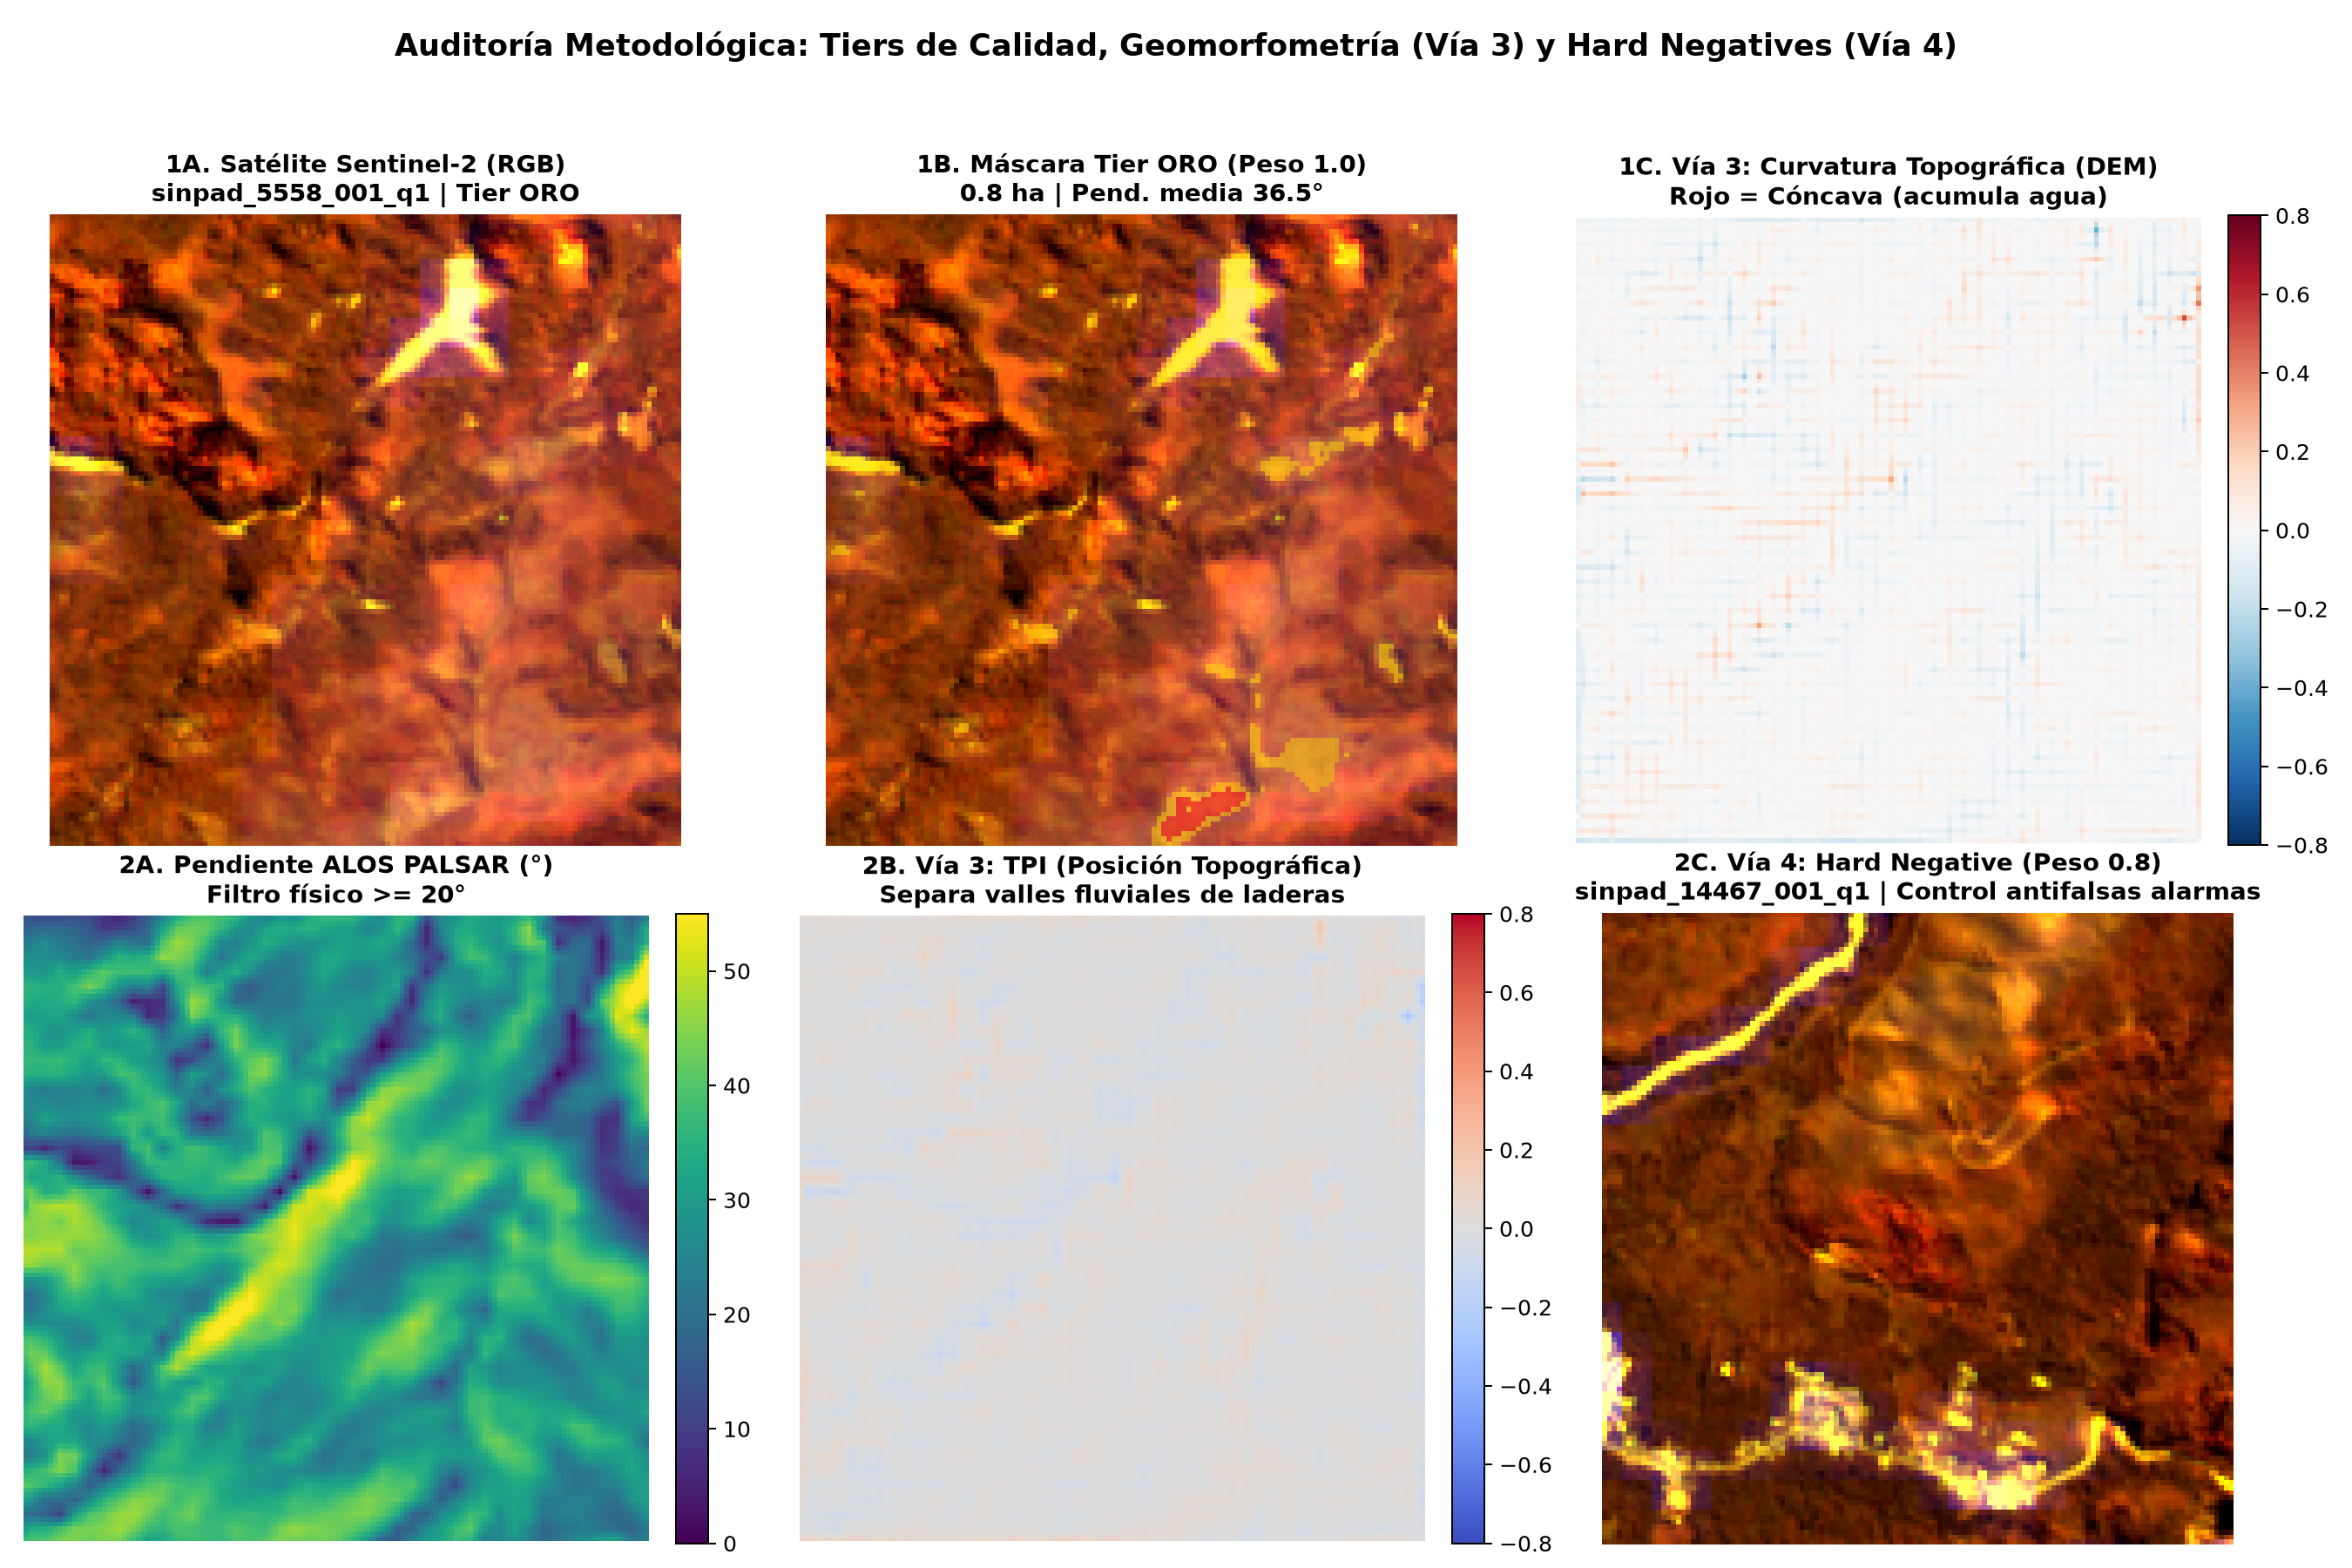 Auditoría Metodológica: Tiers de Calidad, Geomorfometría (Vía 3) y Hard Negatives (Vía 4)
1A. Satélite Sentinel-2 (RGB)
sinpad_5558_001_q1 | Tier ORO
1B. Máscara Tier ORO (Peso 1.0)
0.8 ha | Pend. media 36.5°
1C. Vía 3: Curvatura Topográfica (DEM)
Rojo = Cóncava (acumula agua)
0.8
0.6
0.4
0.2
0.0
−0.2
−0.4
−0.6
−0.8
2A. Pendiente ALOS PALSAR (°)
Filtro físico >= 20°
50
40
30
20
10
0
2B. Vía 3: TPI (Posición Topográfica)
Separa valles fluviales de laderas
0.8
0.6
0.4
0.2
0.0
−0.2
−0.4
−0.6
−0.8
2C. Vía 4: Hard Negative (Peso 0.8)
sinpad_14467_001_q1 | Control antifalsas alarmas